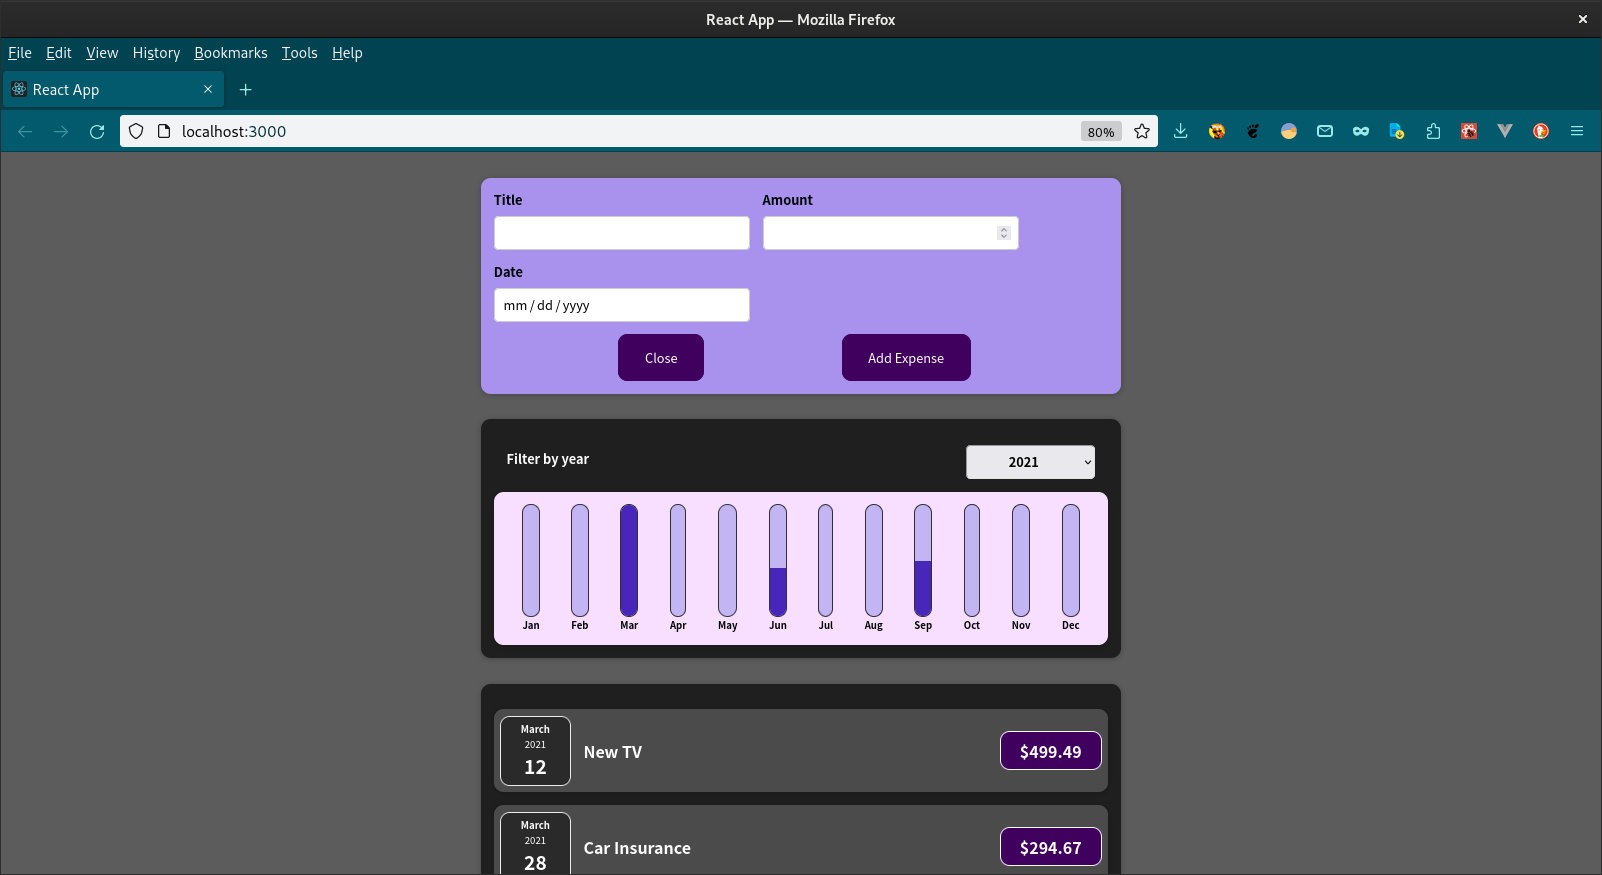 React App — Mozilla Firefox
File Edit View History Bookmarks Tools Help
React App
localhost:3000 80%
Title Amount
Date
mm / dd / yyyy
Close Add Expense
Filter by year 2021
Jan Feb Mar Apr May Jun Jul Aug Sep Oct Nov Dec
March
2021
12
New TV
$499.49
March
2021
28
Car Insurance
$294.67